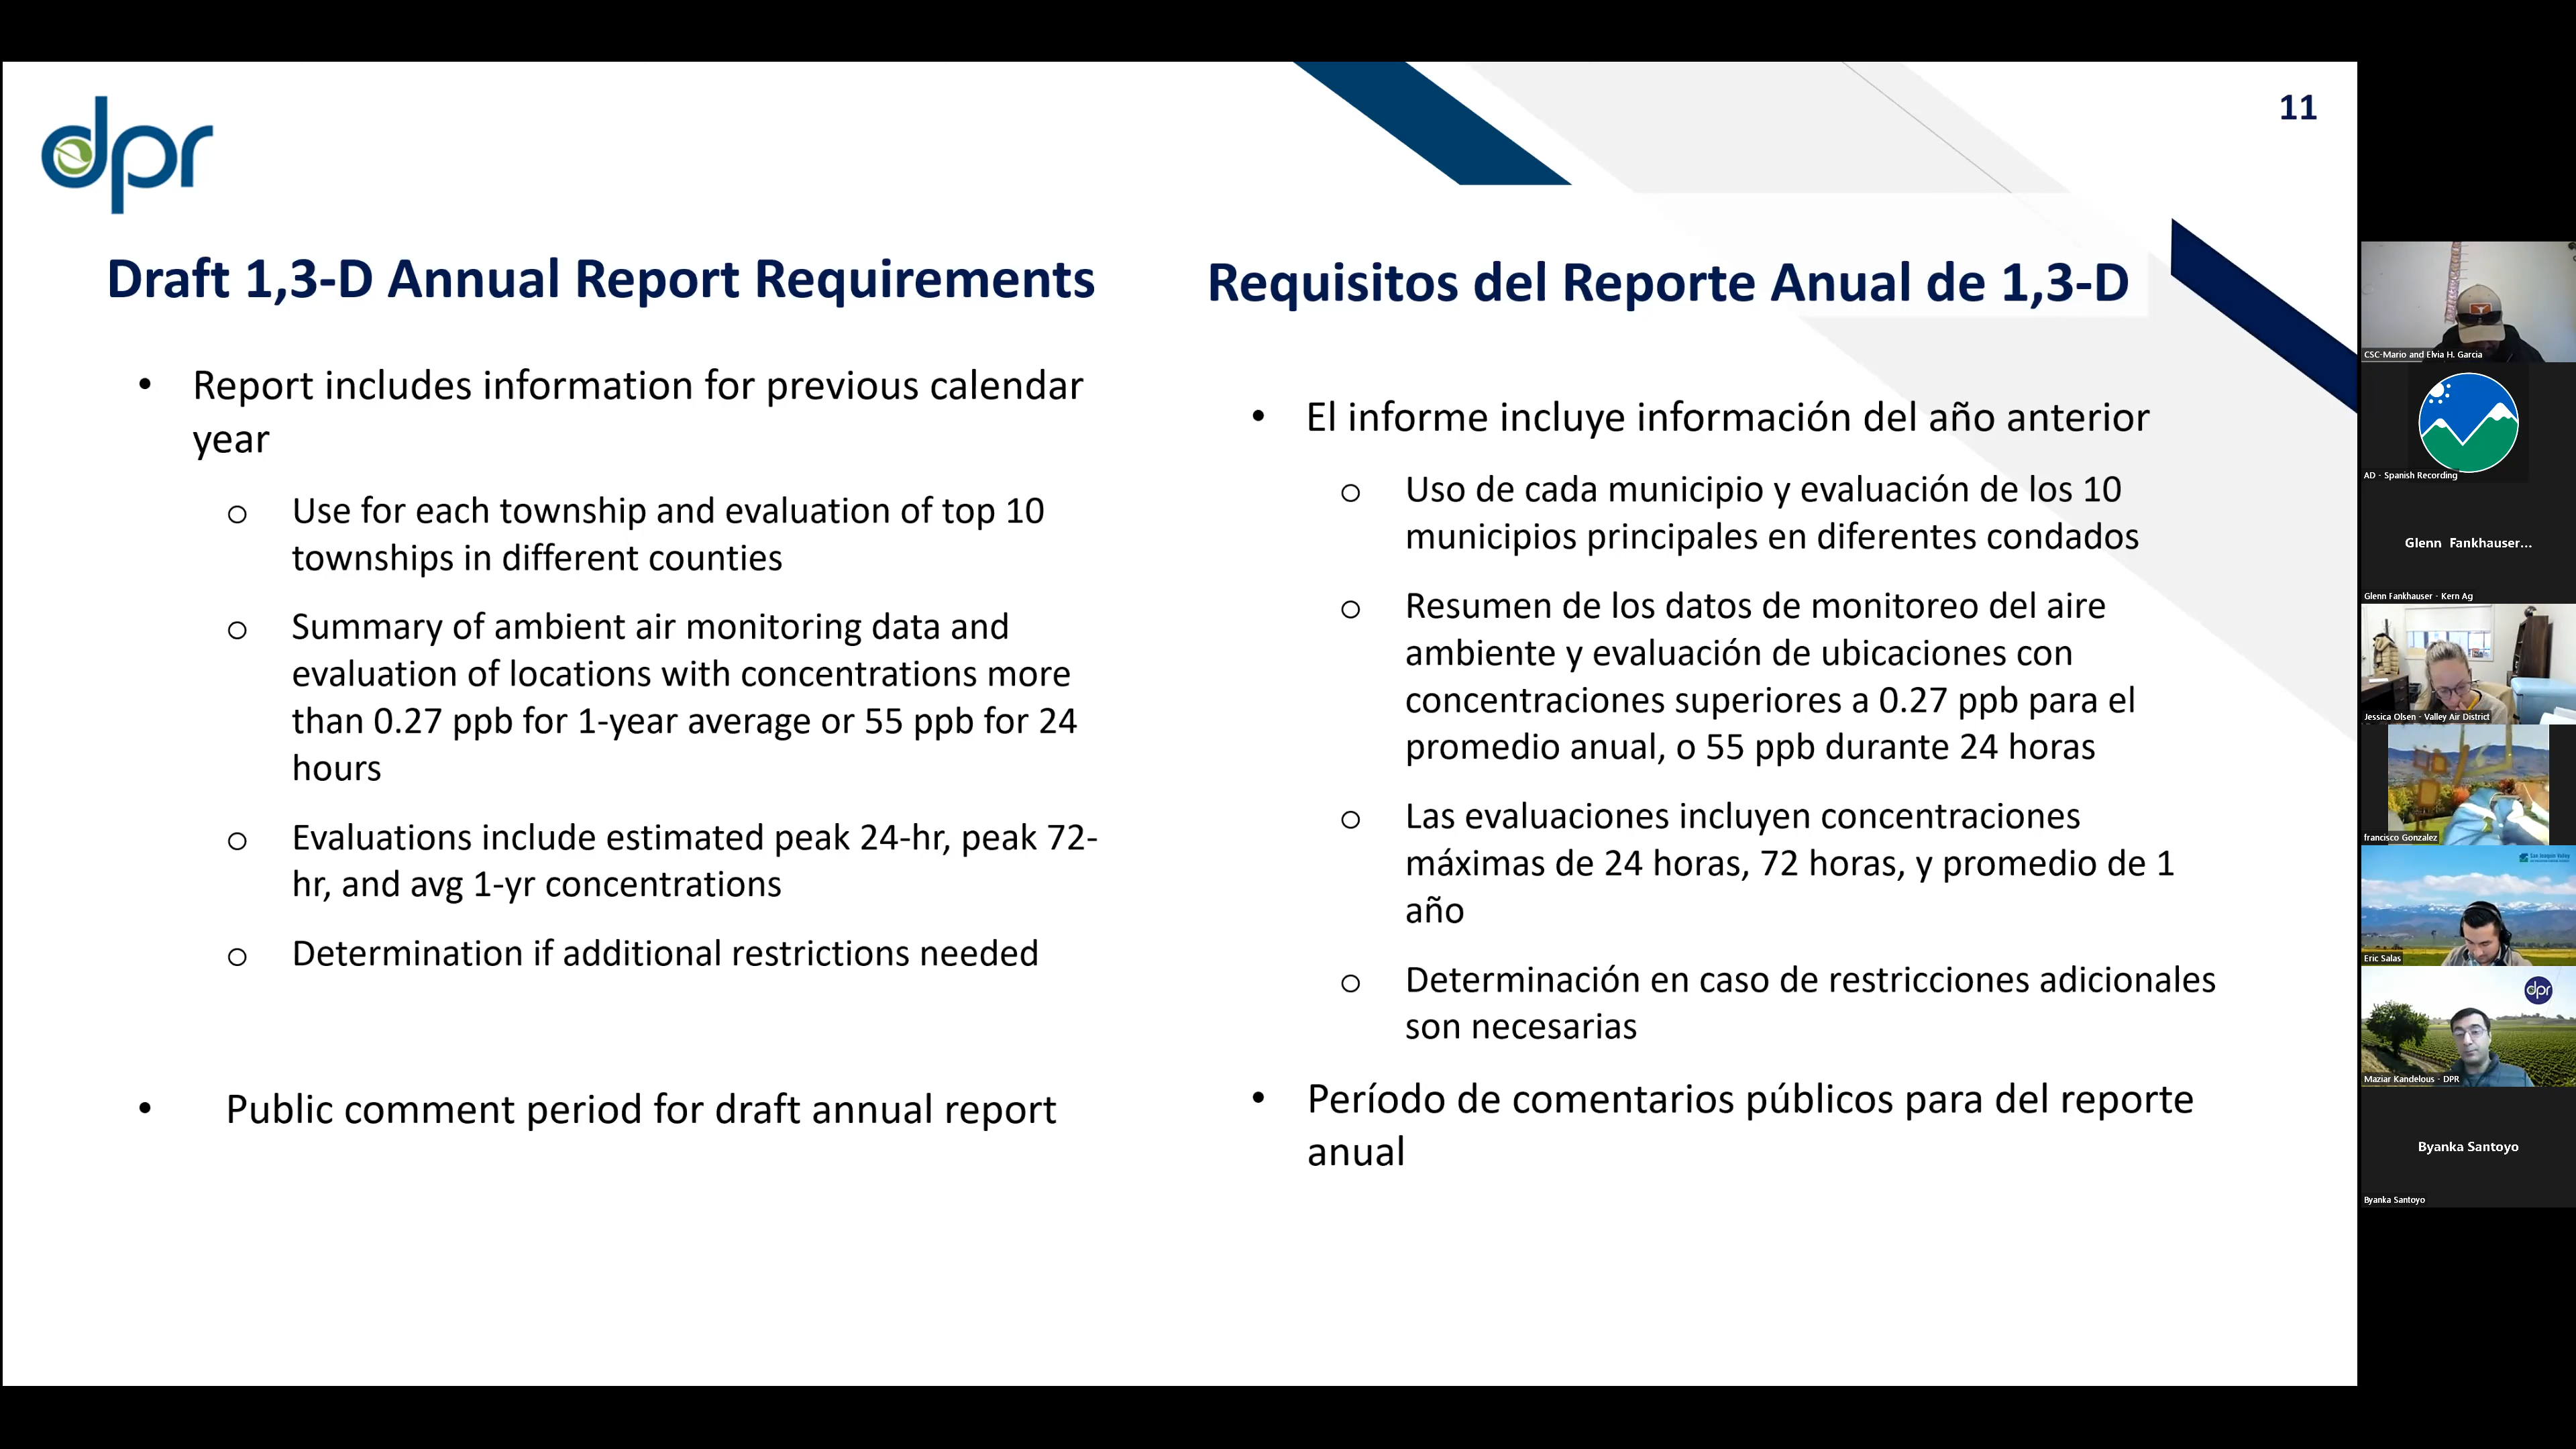 dpr
11
Draft 1,3-D Annual Report Requirements
• Report includes information for previous calendar
year
o Use for each township and evaluation of top 10
townships in different counties
o Summary of ambient air monitoring data and
evaluation of locations with concentrations more
than 0.27 ppb for 1-year average or 55 ppb for 24
hours
o Evaluations include estimated peak 24-hr, peak 72-
hr, and avg 1-yr concentrations
o Determination if additional restrictions needed
• Public comment period for draft annual report
Requisitos del Reporte Anual de 1,3-D
• El informe incluye información del año anterior
o Uso de cada municipio y evaluación de los 10
municipios principales en diferentes condados
o Resumen de los datos de monitoreo del aire
ambiente y evaluación de ubicaciones con
concentraciones superiores a 0.27 ppb para el
promedio anual, o 55 ppb durante 24 horas
o Las evaluaciones incluyen concentraciones
máximas de 24 horas, 72 horas, y promedio de 1
año
o Determinación en caso de restricciones adicionales
son necesarias
• Período de comentarios públicos para del reporte
anual
CSC-Mario and Elvia H. Garcia
AD - Spanish Recording
Glenn Fankhauser...
Glenn Fankhauser - Kern Ag
Jessica Olsen - Valley Air District
francisco Gonzalez
San Joaquin Valley
Eric Salas
dpr
Maziar Kandelous - DPR
Byanka Santoyo
Byanka Santoyo